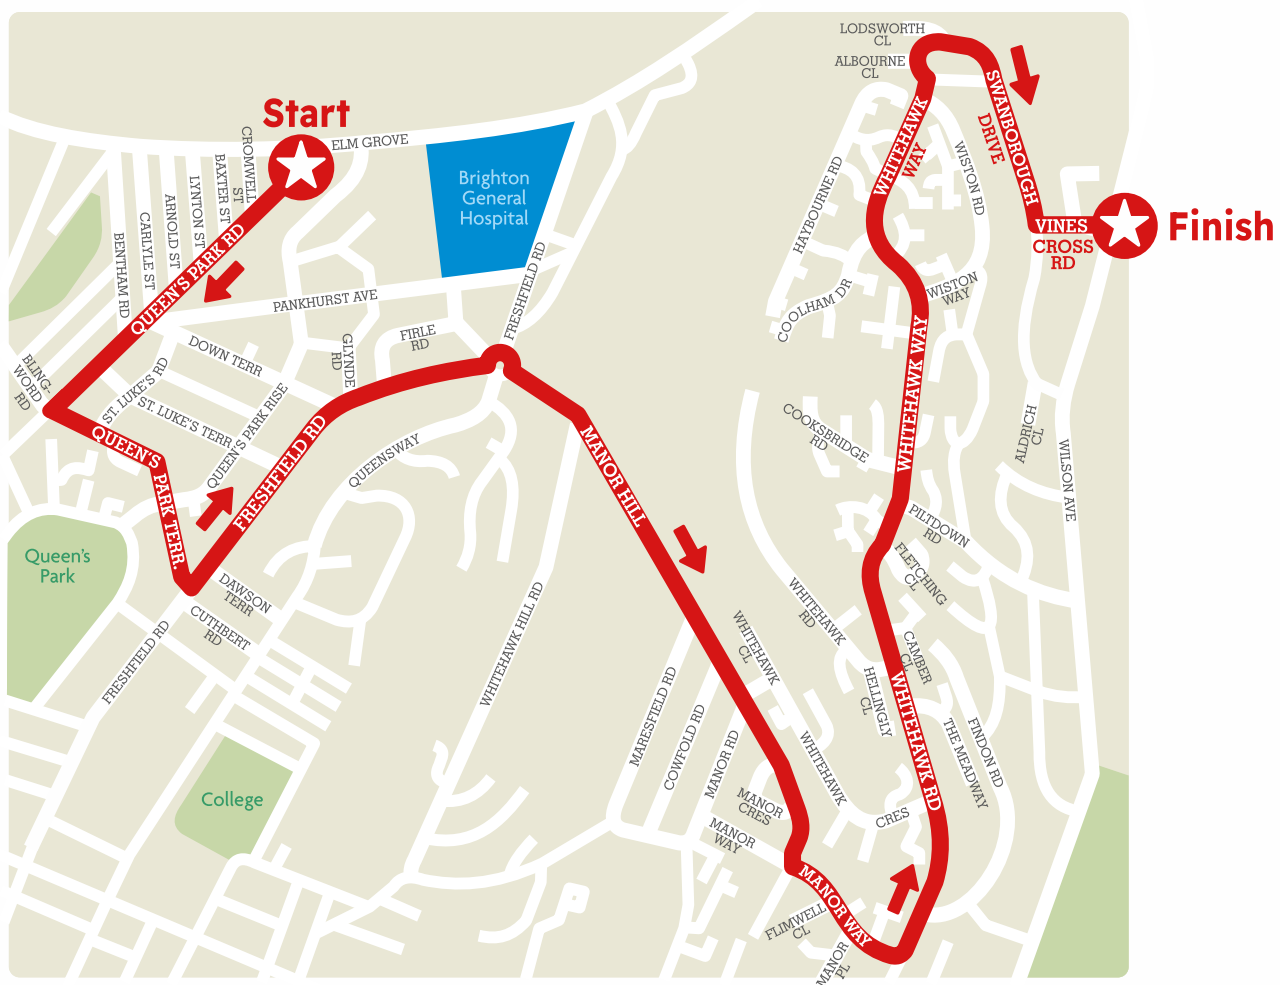 Start
ELM GROVE
CROMWELL
ST
BAXTER ST
LYNTON ST
ARNOLD ST
CARLYLE ST
BENTHAM RD
QUEEN'S PARK RD
Brighton
General
Hospital
FRESHFIELD RD
PANKHURST AVE
FIRLE
RD
GLYNDE
RD
DOWN TERR
ST. LUKE'S RD
ST. LUKE'S TERR
QUEEN'S PARK RISE
BLING-
WORD
RD
QUEEN'S
PARK TERR.
FRESHFIELD RD
QUEENSWAY
Queen's
Park
DAWSON
TERR
CUTHBERT
RD
FRESHFIELD RD
College
WHITEHAWK HILL RD
MANOR HILL
MARESFIELD RD
COWFOLD RD
MANOR RD
WHITEHAWK
CL
WHITEHAWK
CRES
MANOR
CRES
MANOR
WAY
MANOR WAY
FLIMWELL
CL
MANOR
PL
WHITEHAWK RD
HELLINGLY
CL
CAMBER
CL
THE MEADWAY
FINDON RD
WHITEHAWK
RD
FLETCHING
CL
PILTDOWN
RD
COOKSBRIDGE
RD
WHITEHAWK WAY
ALDRICH
CL
WILSON AVE
COOLHAM DR
WISTON
WAY
HAYBOURNE RD
WISTON RD
WHITEHAWK
WAY
ALBOURNE
CL
LODSWORTH
CL
SWANBOROUGH
DRIVE
VINES
CROSS
RD
Finish